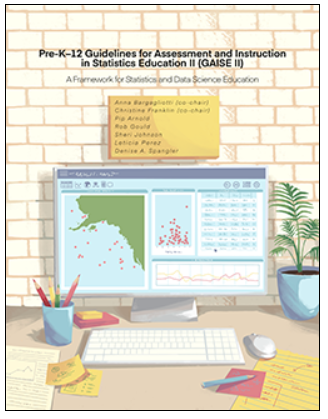 Pre-K–12 Guidelines for Assessment and Instruction
in Statistics Education II (GAISE II)
A Framework for Statistics and Data Science Education
Anna Bargagliotti (co-chair)
Christine Franklin (co-chair)
Pip Arnold
Rob Gould
Sheri Johnson
Leticia Perez
Denise A. Spangler